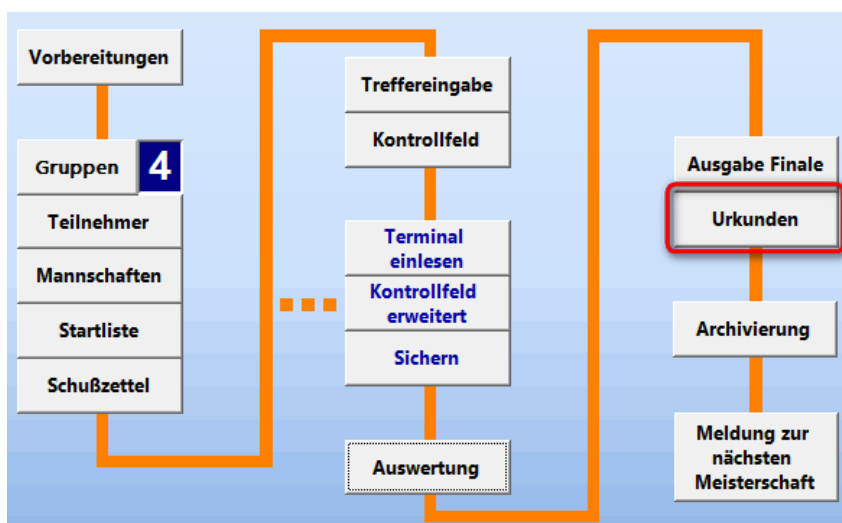 Vorbereitungen
Gruppen 4
Teilnehmer
Mannschaften
Startliste
Schußzettel
Treffereingabe
Kontrollfeld
Terminal
einlesen
Kontrollfeld
erweitert
Sichern
Auswertung
Ausgabe Finale
Urkunden
Archivierung
Meldung zur
nächsten
Meisterschaft